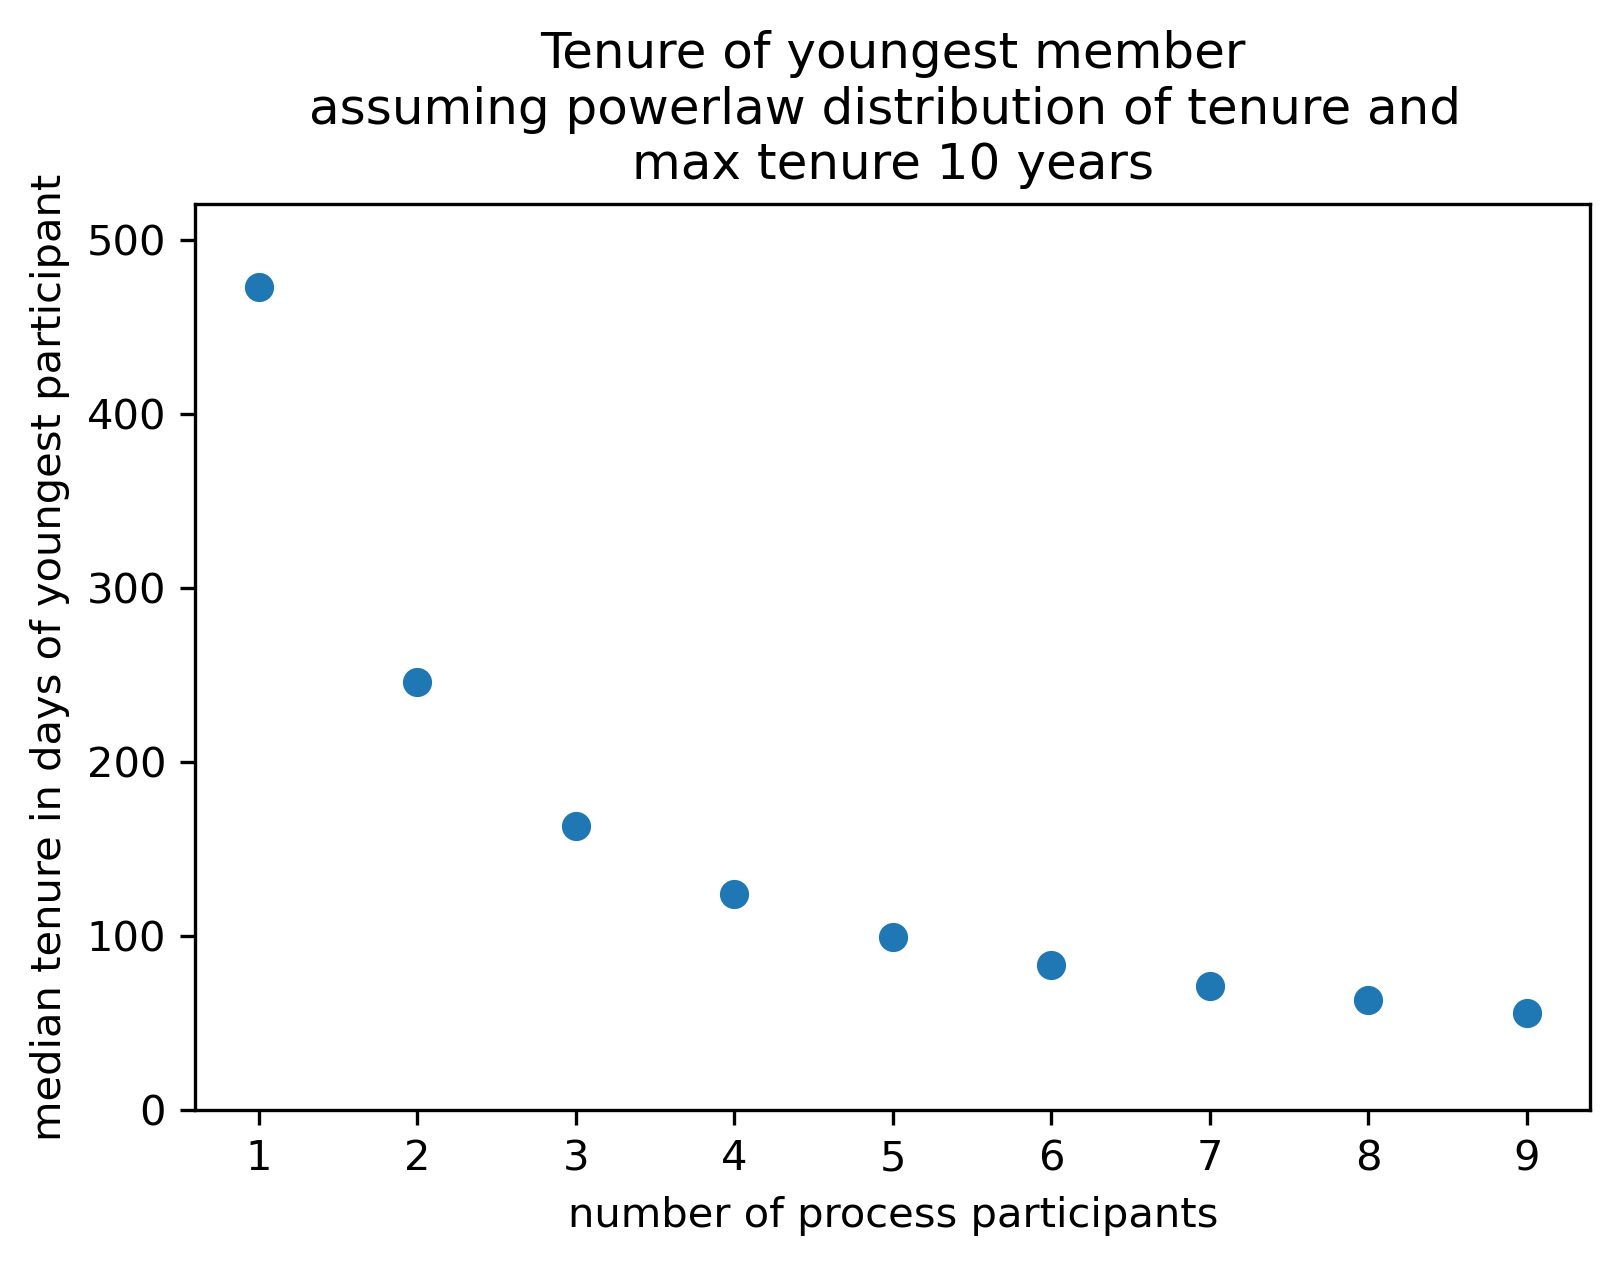 Tenure of youngest member
assuming powerlaw distribution of tenure and
max tenure 10 years
median tenure in days of youngest participant
500
400
300
200
100
0
1 2 3 4 5 6 7 8 9
number of process participants